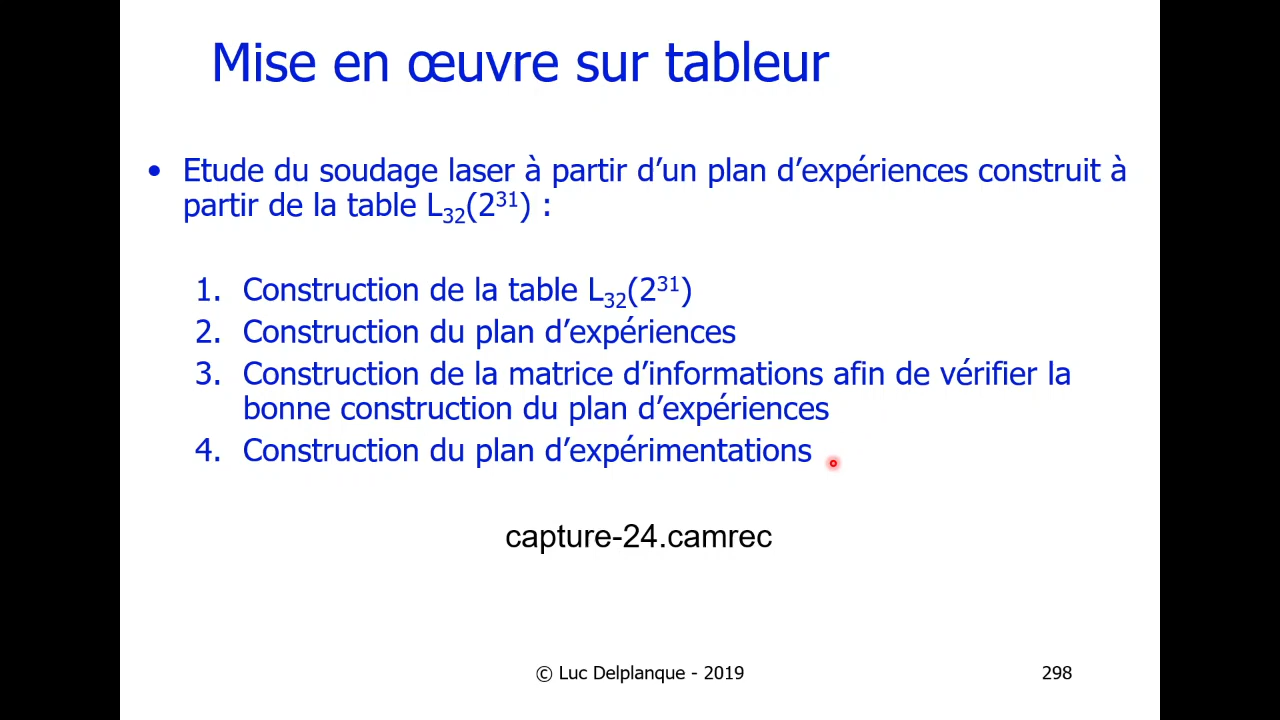 Mise en œuvre sur tableur
• Etude du soudage laser à partir d’un plan d’expériences construit à
partir de la table L₃₂(2³¹) :
1. Construction de la table L₃₂(2³¹)
2. Construction du plan d’expériences
3. Construction de la matrice d’informations afin de vérifier la
bonne construction du plan d’expériences
4. Construction du plan d’expérimentations
capture-24.camrec
© Luc Delplanque - 2019
298